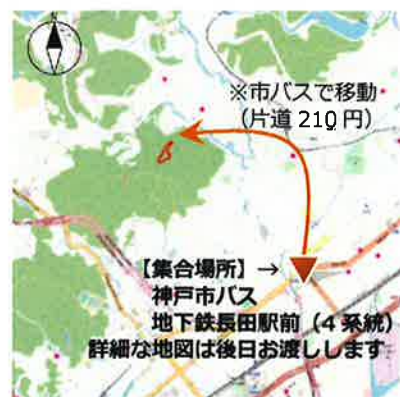 ※市バスで移動
（片道 210 円）
【集合場所】→
神戸市バス
地下鉄長田駅前（4 系統）
詳細な地図は後日お渡しします